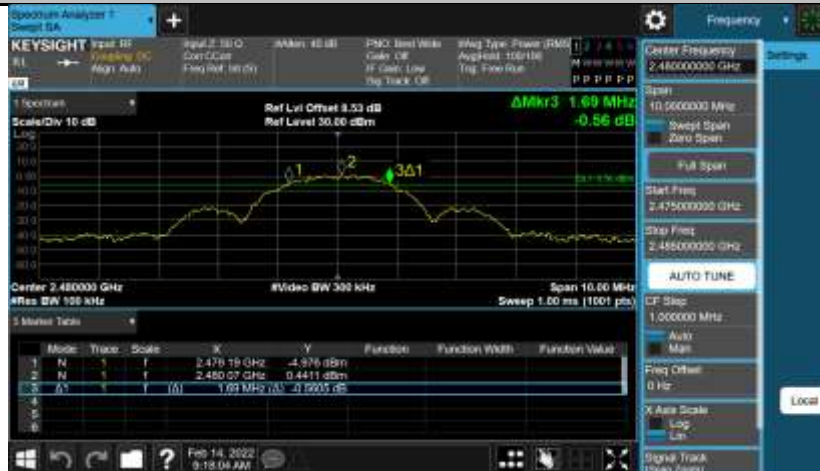 Spectrum Analyzer 1
Swept SA
+
Frequency
KEYSIGHT
Input: RF
Coupling: DC
Align: Auto
Input Z: 50 Ω
Corr CCorr
Freq Ref: Int (S)
#Atten: 40 dB
PNO: Best Wide
Gate: Off
IF Gain: Low
Sig Track: Off
#Avg Type: Power (RMS)
Avg|Hold: 100/100
Trig: Free Run
P P P P P P
Center Frequency
2.480000000 GHz
Settings
Span
10.0000000 MHz
Swept Span
Zero Span
Full Span
Start Freq
2.475000000 GHz
Stop Freq
2.485000000 GHz
AUTO TUNE
CF Step
1.000000 MHz
Auto
Man
Freq Offset
0 Hz
X Axis Scale
Log
Lin
Signal Track
Local
1 Spectrum
Scale/Div 10 dB
Log
Ref Lvl Offset 8.53 dB
Ref Level 30.00 dBm
ΔMkr3 1.69 MHz
-0.56 dB
1
2
3Δ1
Center 2.480000 GHz
#Res BW 100 kHz
#Video BW 300 kHz
Span 10.00 MHz
Sweep 1.00 ms (1001 pts)
5 Marker Table
Mode Trace Scale X Y Function Function Width Function Value
1 N 1 f 2.479 19 GHz -4.976 dBm
2 N 1 f 2.480 07 GHz 0.4411 dBm
3 Δ1 1 f (Δ) 1.69 MHz (Δ) -0.5605 dB
4
5
6
?
Feb 14, 2022
9:18:04 AM